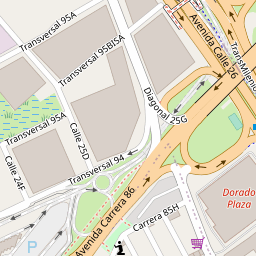 Transversal 95A
Avenida Calle 26
Transversal 95BISA
TransMilenio
Diagonal 25G
Transversal 95A
Calle 25D
Transversal 94
Calle 24F
Avenida Carrera 86
Carrera 85H
Dorado
Plaza
P